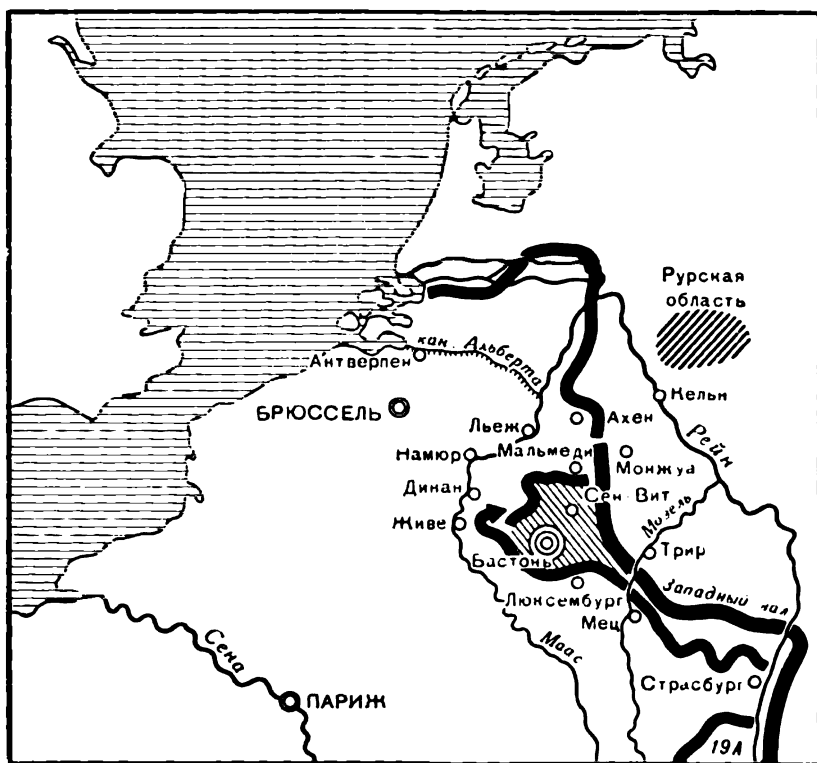 Рурская
область
кан. Альберта
Антверпен
Кельн
БРЮССЕЛЬ
Льеж
Ахен
Рейн
Намюр
Мальмеди
Монжуа
Динан
Сен-Вит
Мозель
Живе
Бастонь
Трир
Западный вал
Люксембург
Мец
Маас
Сена
Страсбург
ПАРИЖ
19А